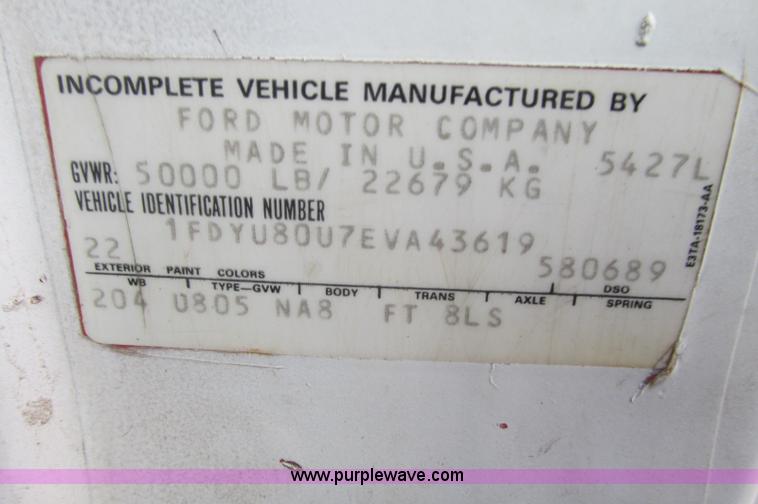 INCOMPLETE VEHICLE MANUFACTURED BY
FORD MOTOR COMPANY
MADE IN U.S.A. 5427L
GVWR: 50000 LB/ 22679 KG
VEHICLE IDENTIFICATION NUMBER
1FDYU80U7EVA43619
22 580689
EXTERIOR PAINT COLORS DSO
WB TYPE-GVW BODY TRANS AXLE SPRING
204 U805 NA8 FT 8LS
E3TA-18173-AA
www.purplewave.com